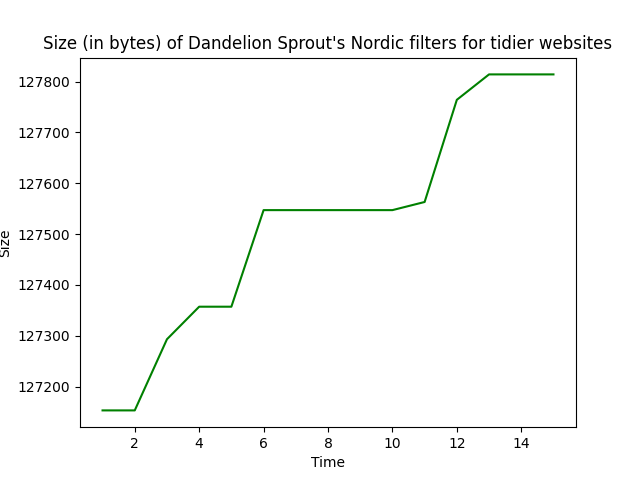 Size (in bytes) of Dandelion Sprout's Nordic filters for tidier websites
127800
127700
127600
127500
127400
127300
127200
Size
2 4 6 8 10 12 14
Time